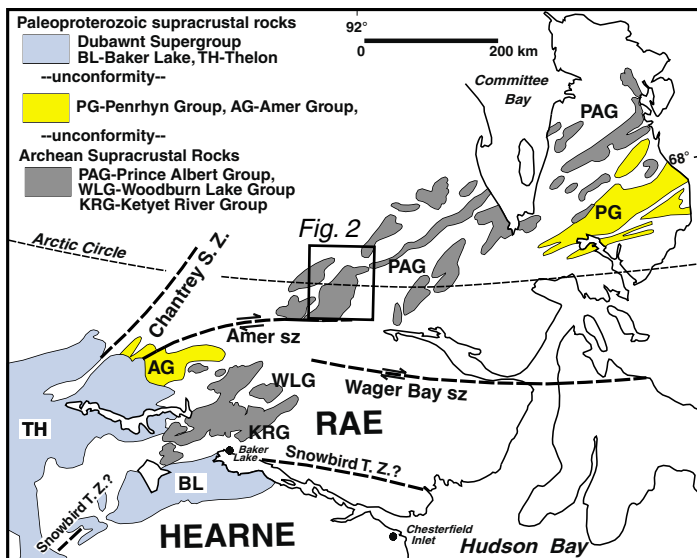 Paleoproterozoic supracrustal rocks
Dubawnt Supergroup
BL-Baker Lake, TH-Thelon
--unconformity--
PG-Penrhyn Group, AG-Amer Group,
--unconformity--
Archean Supracrustal Rocks
PAG-Prince Albert Group,
WLG-Woodburn Lake Group
KRG-Ketyet River Group
92°
0 200 km
Committee
Bay
PAG
68°
PG
Fig. 2
PAG
Arctic Circle
Chantrey S. Z.
Amer sz
AG
WLG
Wager Bay sz
TH
KRG
RAE
Baker
Lake
Snowbird T. Z.?
BL
Snowbird T. Z.?
HEARNE
Chesterfield
Inlet
Hudson Bay